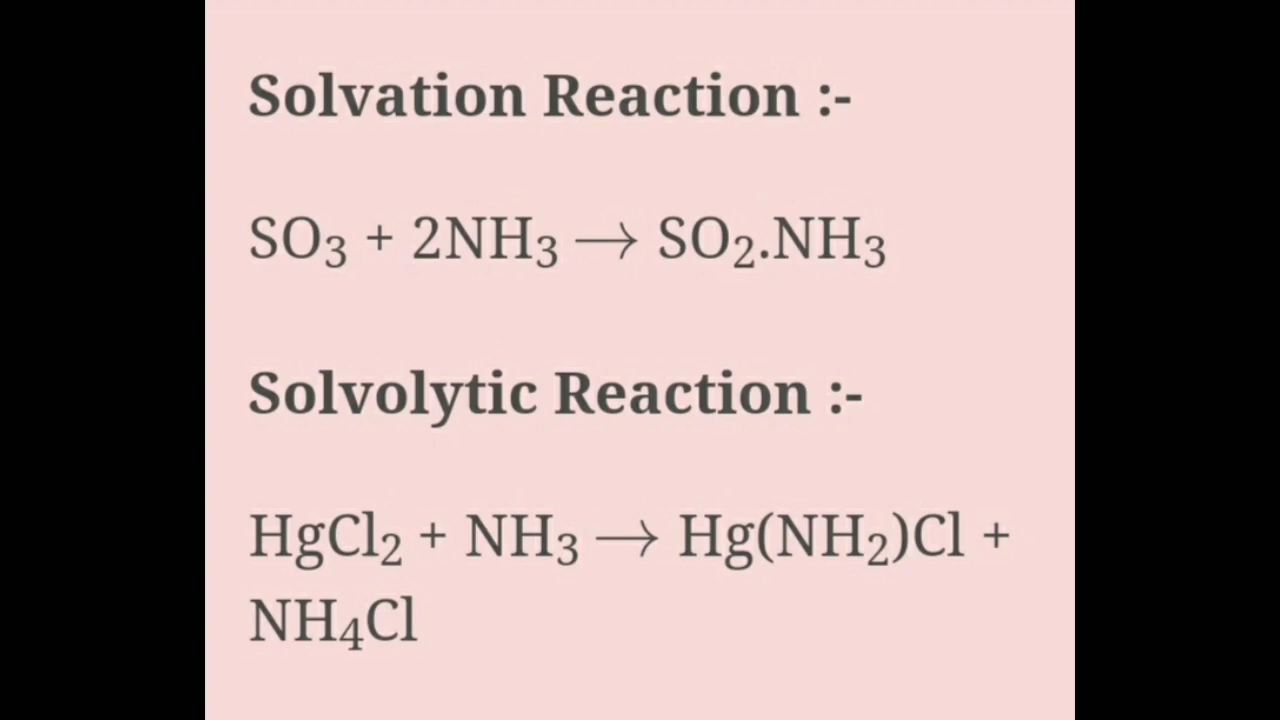 Solvation Reaction :-
SO₃ + 2NH₃ → SO₂.NH₃
Solvolytic Reaction :-
HgCl₂ + NH₃ → Hg(NH₂)Cl +
NH₄Cl